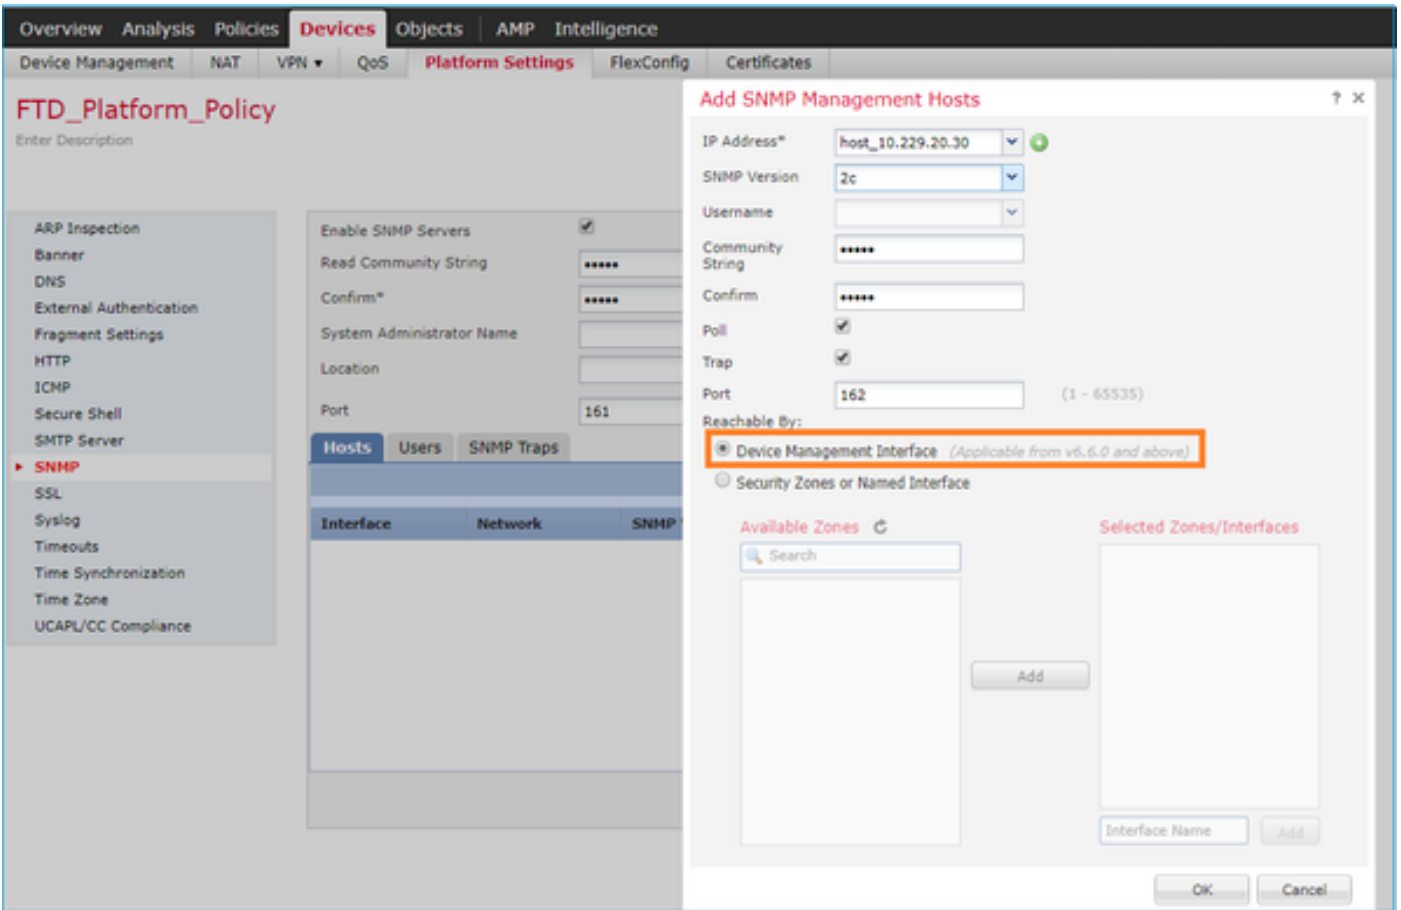 Overview Analysis Policies Devices Objects AMP Intelligence
Device Management NAT VPN ▾ QoS Platform Settings FlexConfig Certificates
FTD_Platform_Policy
Enter Description
ARP Inspection
Banner
DNS
External Authentication
Fragment Settings
HTTP
ICMP
Secure Shell
SMTP Server
SNMP
SSL
Syslog
Timeouts
Time Synchronization
Time Zone
UCAPL/CC Compliance
Enable SNMP Servers
Read Community String •••••
Confirm* •••••
System Administrator Name
Location
Port 161
Hosts Users SNMP Traps
Interface Network SNMP
Add SNMP Management Hosts ? ×
IP Address* host_10.229.20.30
SNMP Version 2c
Username
Community
String •••••
Confirm •••••
Poll
Trap
Port 162 (1 - 65535)
Reachable By:
Device Management Interface (Applicable from v6.6.0 and above)
Security Zones or Named Interface
Available Zones Selected Zones/Interfaces
Search
Add
Interface Name Add
OK Cancel